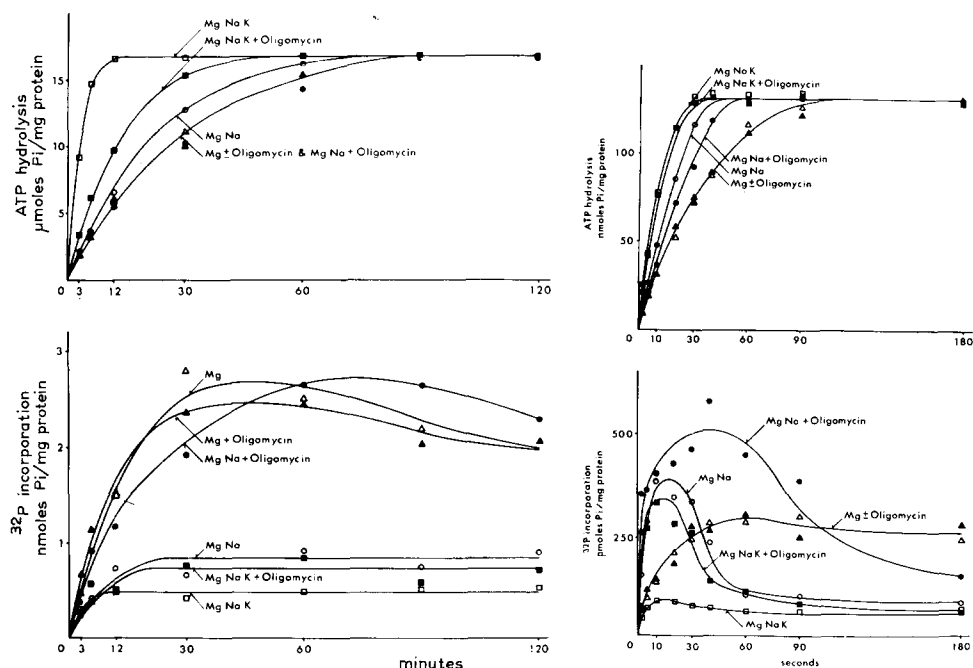 Mg Na K
Mg Na K + Oligomycin
Mg Na
Mg ± Oligomycin & Mg Na + Oligomycin
ATP hydrolysis
μmoles Pi/mg protein
15
10
5
0 3 12 30 60 120
Mg Na K
Mg Na K + Oligomycin
Mg Na + Oligomycin
Mg Na
Mg ± Oligomycin
ATP hydrolysis
nmoles Pi/mg protein
100
50
0 10 30 60 90 180
Mg
Mg + Oligomycin
Mg Na + Oligomycin
Mg Na
Mg Na K + Oligomycin
Mg Na K
32P incorporation
nmoles Pi/mg protein
3
2
1
0 3 12 30 60 120
minutes
Mg Na + Oligomycin
Mg Na
Mg ± Oligomycin
Mg Na K + Oligomycin
Mg Na K
32P incorporation
pmoles Pi/mg protein
500
250
0 10 30 60 90 180
seconds